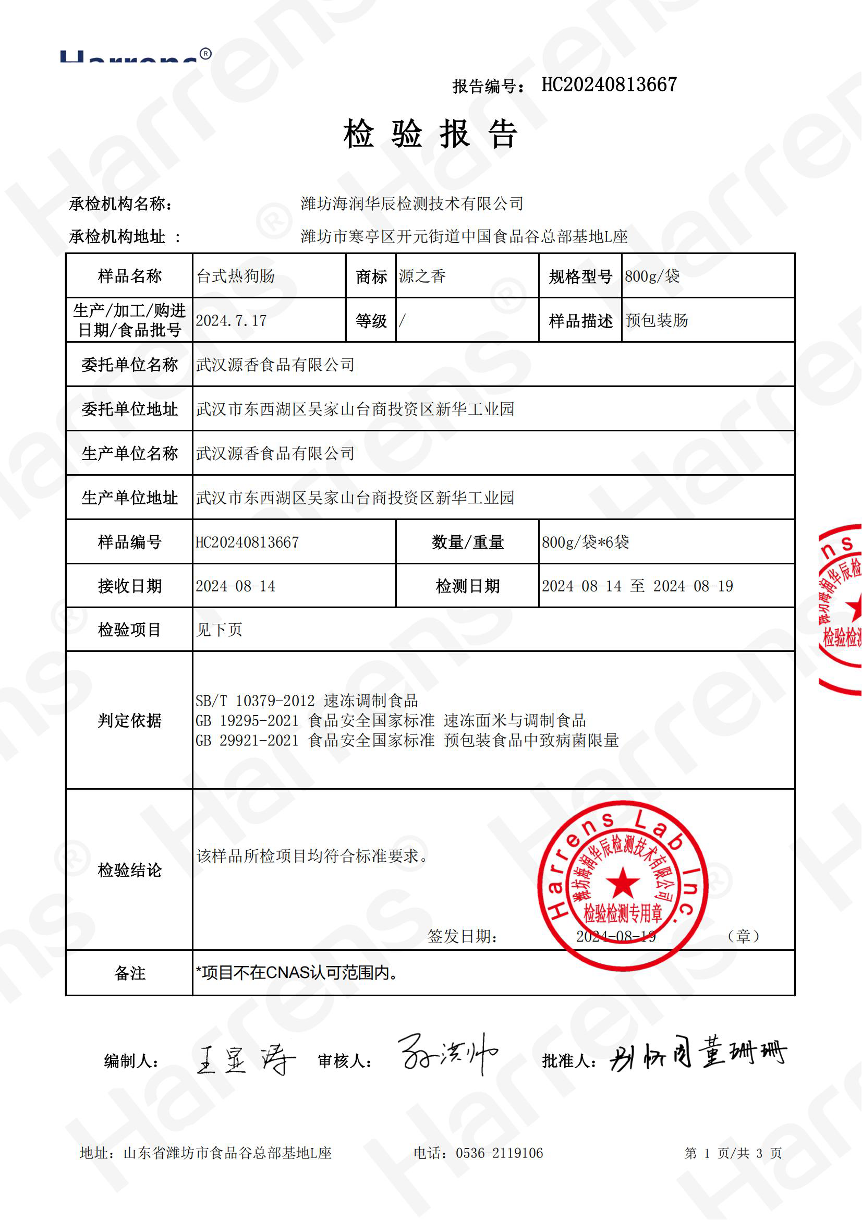 Harrens®
报告编号： HC20240813667
检 验 报 告
承检机构名称： 潍坊海润华辰检测技术有限公司
承检机构地址 ： 潍坊市寒亭区开元街道中国食品谷总部基地L座
样品名称 台式热狗肠 商标 源之香 规格型号 800g/袋
生产/加工/购进
日期/食品批号 2024.7.17 等级 / 样品描述 预包装肠
委托单位名称 武汉源香食品有限公司
委托单位地址 武汉市东西湖区吴家山台商投资区新华工业园
生产单位名称 武汉源香食品有限公司
生产单位地址 武汉市东西湖区吴家山台商投资区新华工业园
样品编号 HC20240813667 数量/重量 800g/袋*6袋
接收日期 2024 08 14 检测日期 2024 08 14 至 2024 08 19
检验项目 见下页
判定依据
SB/T 10379-2012 速冻调制食品
GB 19295-2021 食品安全国家标准 速冻面米与调制食品
GB 29921-2021 食品安全国家标准 预包装食品中致病菌限量
检验结论 该样品所检项目均符合标准要求。
Harrens Lab Inc.
潍坊海润华辰检测技术有限公司
检验检测专用章
签发日期： 2024-08-19 （章）
备注 *项目不在CNAS认可范围内。
编制人： 王显涛 审核人： 孙洪帅 批准人： 董珊珊
地址：山东省潍坊市食品谷总部基地L座 电话：0536 2119106 第 1 页/共 3 页